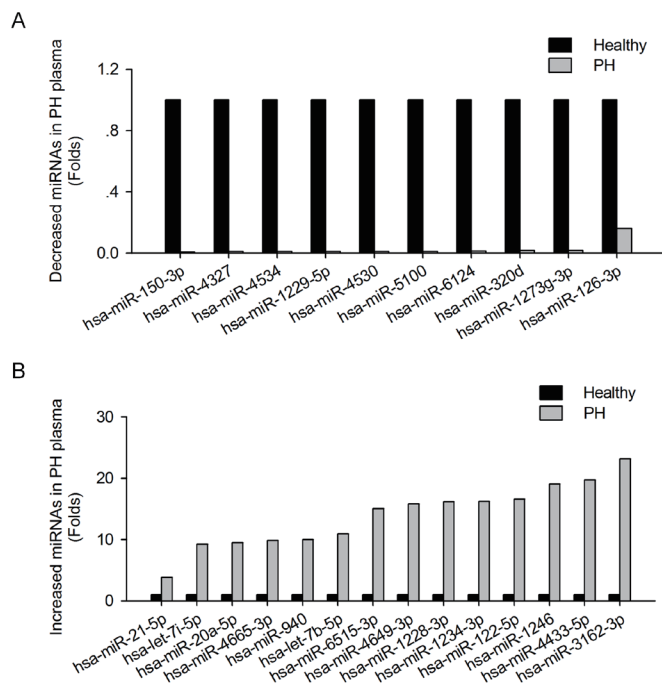 A
Healthy
PH
Decreased miRNAs in PH plasma
(Folds)
1.2
.8
.4
0.0
hsa-miR-150-3p
hsa-miR-4327
hsa-miR-4534
hsa-miR-1229-5p
hsa-miR-4530
hsa-miR-5100
hsa-miR-6124
hsa-miR-320d
hsa-miR-1273g-3p
hsa-miR-126-3p
B
Healthy
PH
Increased miRNAs in PH plasma
(Folds)
30
20
10
0
hsa-miR-21-5p
hsa-let-7i-5p
hsa-miR-20a-5p
hsa-miR-4665-3p
hsa-miR-940
hsa-let-7b-5p
hsa-miR-6515-3p
hsa-miR-4649-3p
hsa-miR-1228-3p
hsa-miR-1234-3p
hsa-miR-122-5p
hsa-miR-1246
hsa-miR-4433-5p
hsa-miR-3162-3p